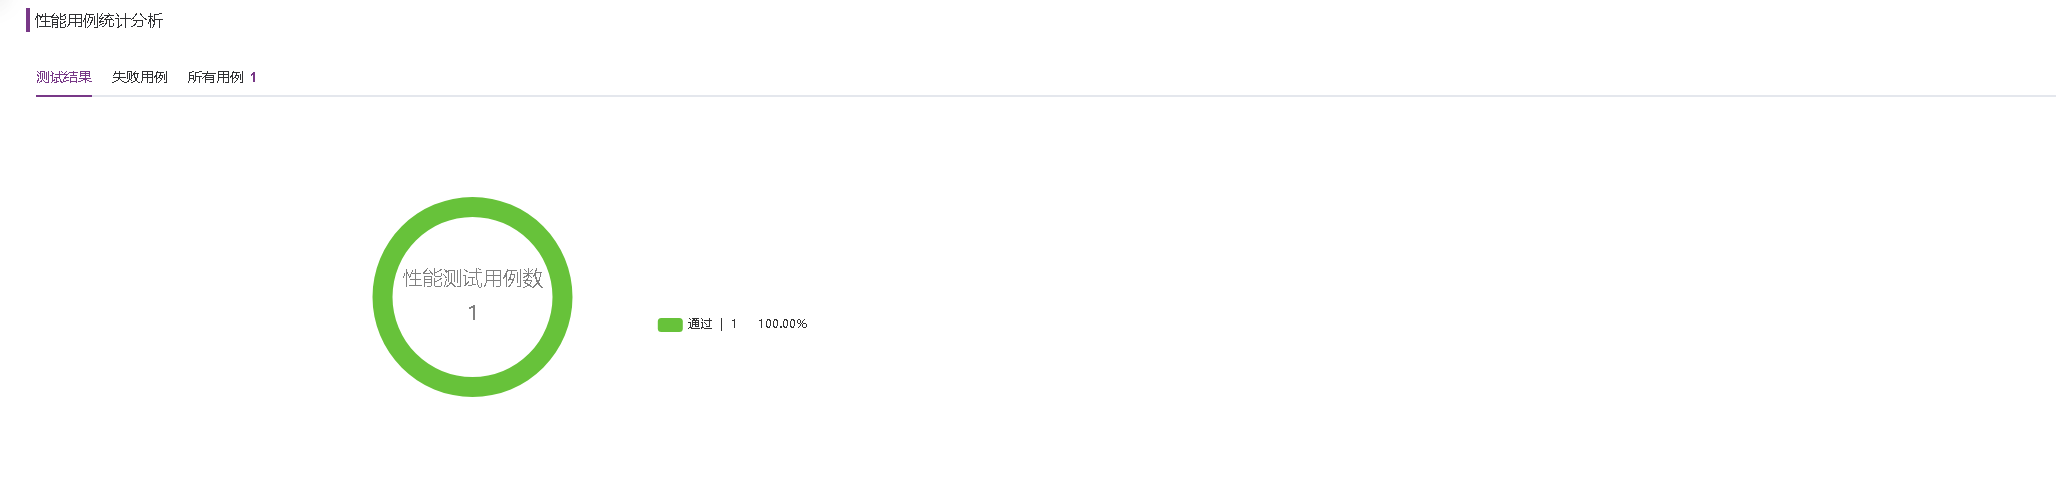 性能用例统计分析
测试结果 失败用例 所有用例 1
性能测试用例数
1
通过 | 1 100.00%